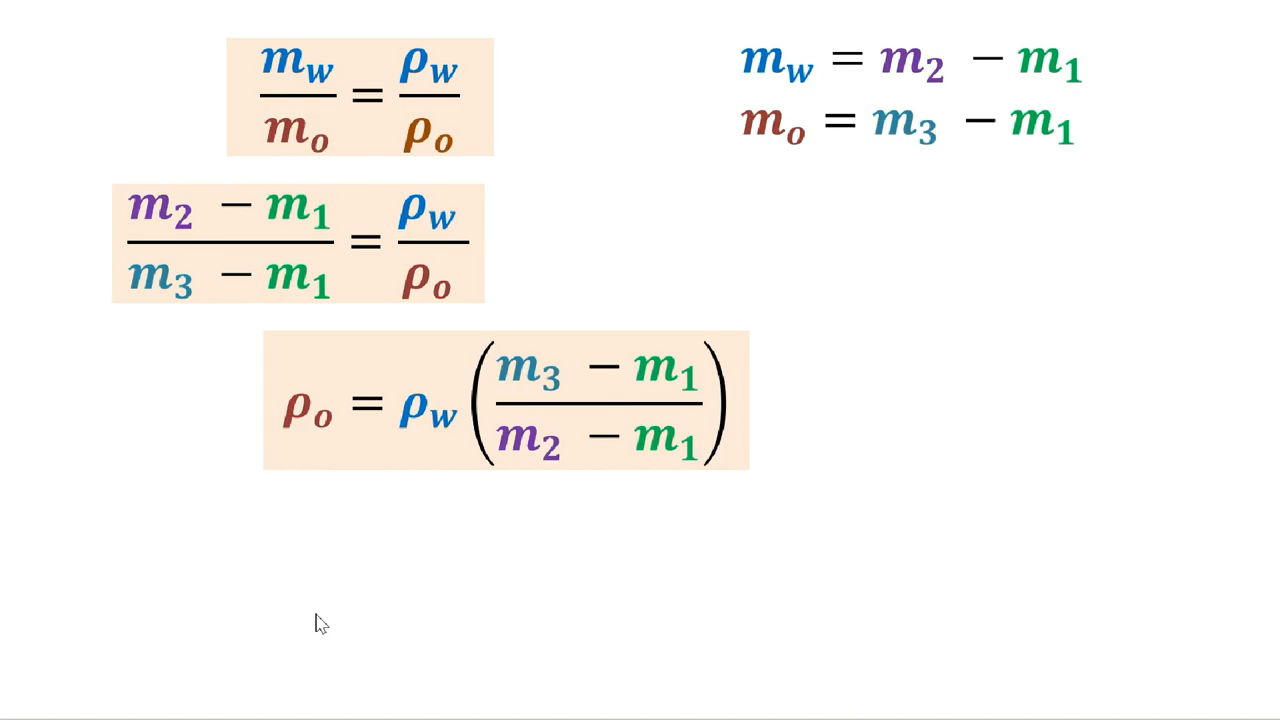 m_w/m_o = ρ_w/ρ_o
m_w = m_2 − m_1
m_o = m_3 − m_1
(m_2 − m_1)/(m_3 − m_1) = ρ_w/ρ_o
ρ_o = ρ_w ((m_3 − m_1)/(m_2 − m_1))